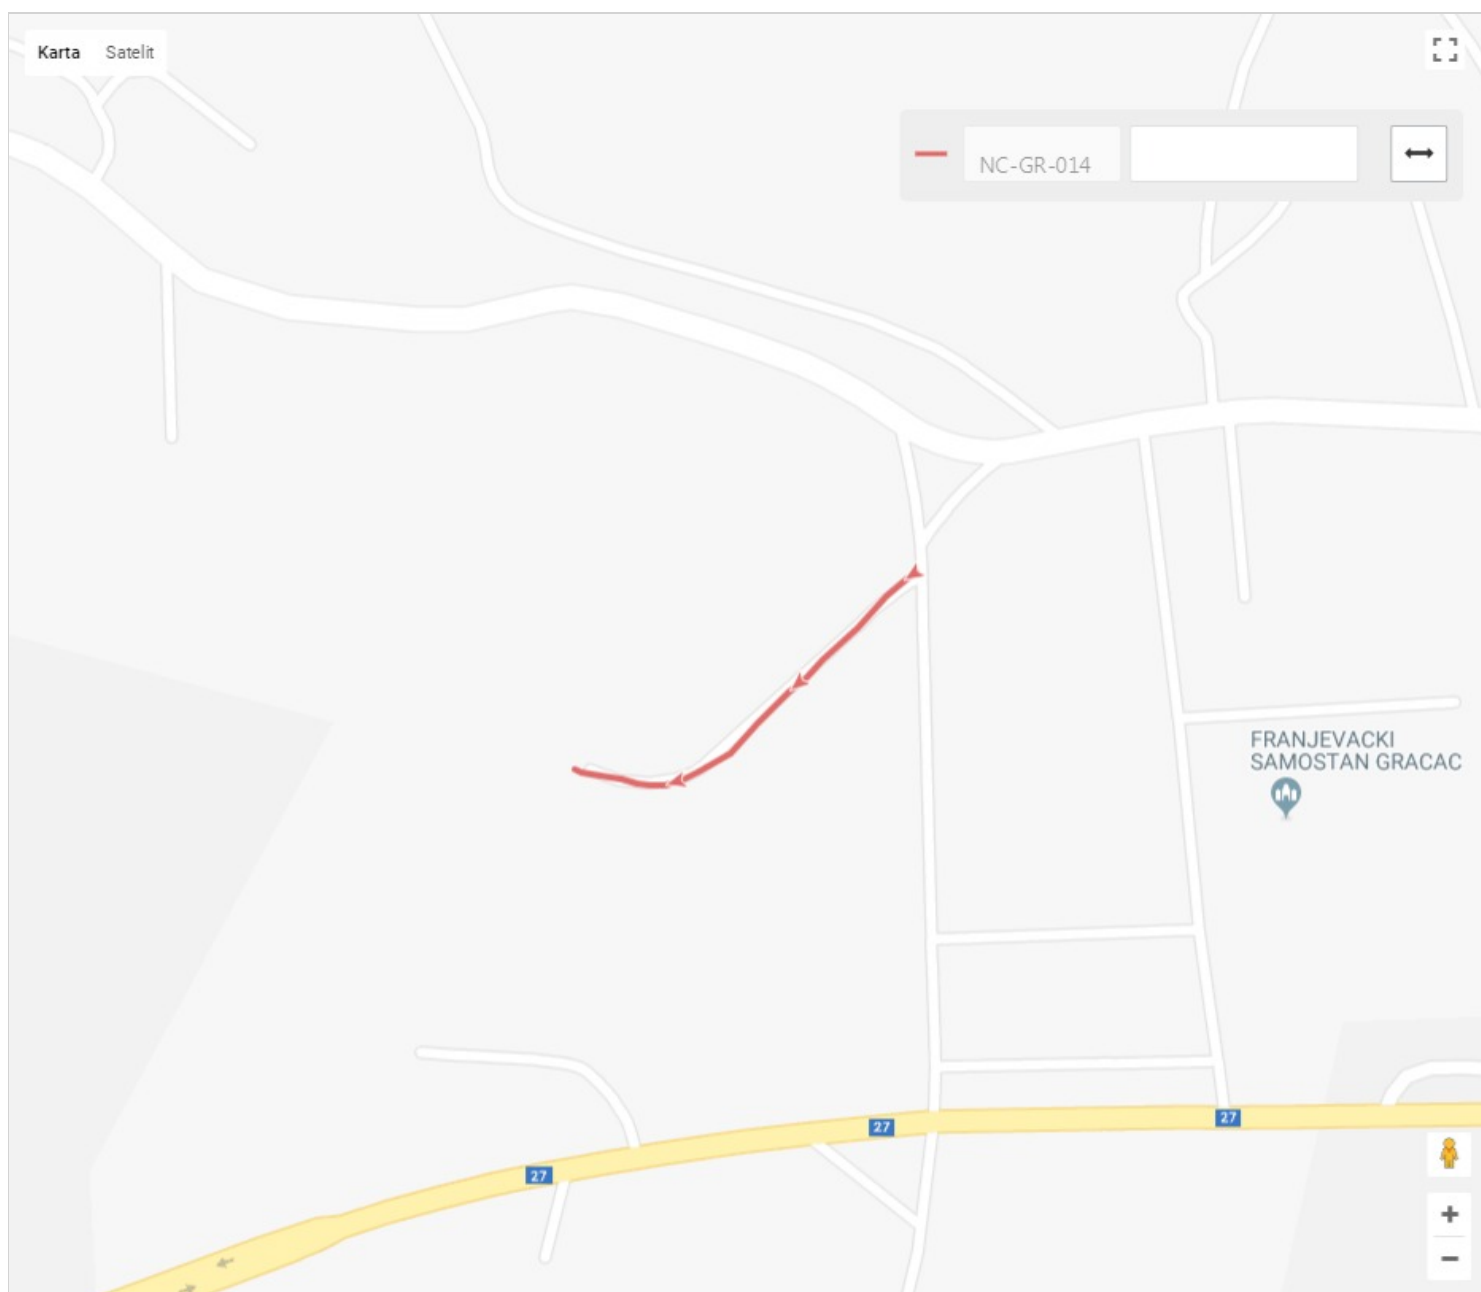 Karta Satelit
NC-GR-014
FRANJEVACKI
SAMOSTAN GRACAC
27
27
27